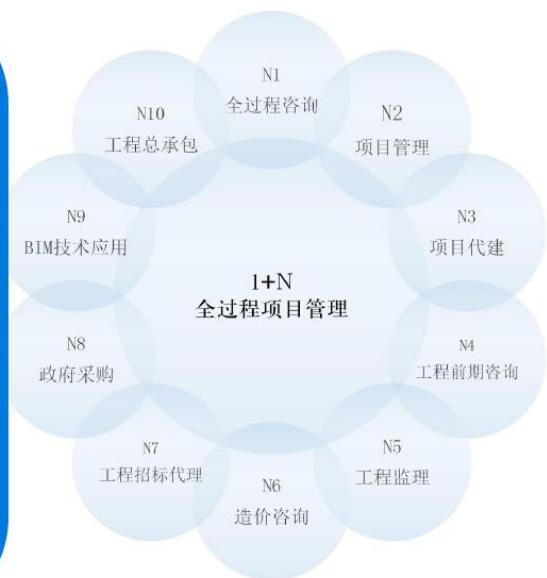 N1
全过程咨询
N2
项目管理
N3
项目代建
N4
工程前期咨询
N5
工程监理
N6
造价咨询
N7
工程招标代理
N8
政府采购
N9
BIM技术应用
N10
工程总承包
1+N
全过程项目管理